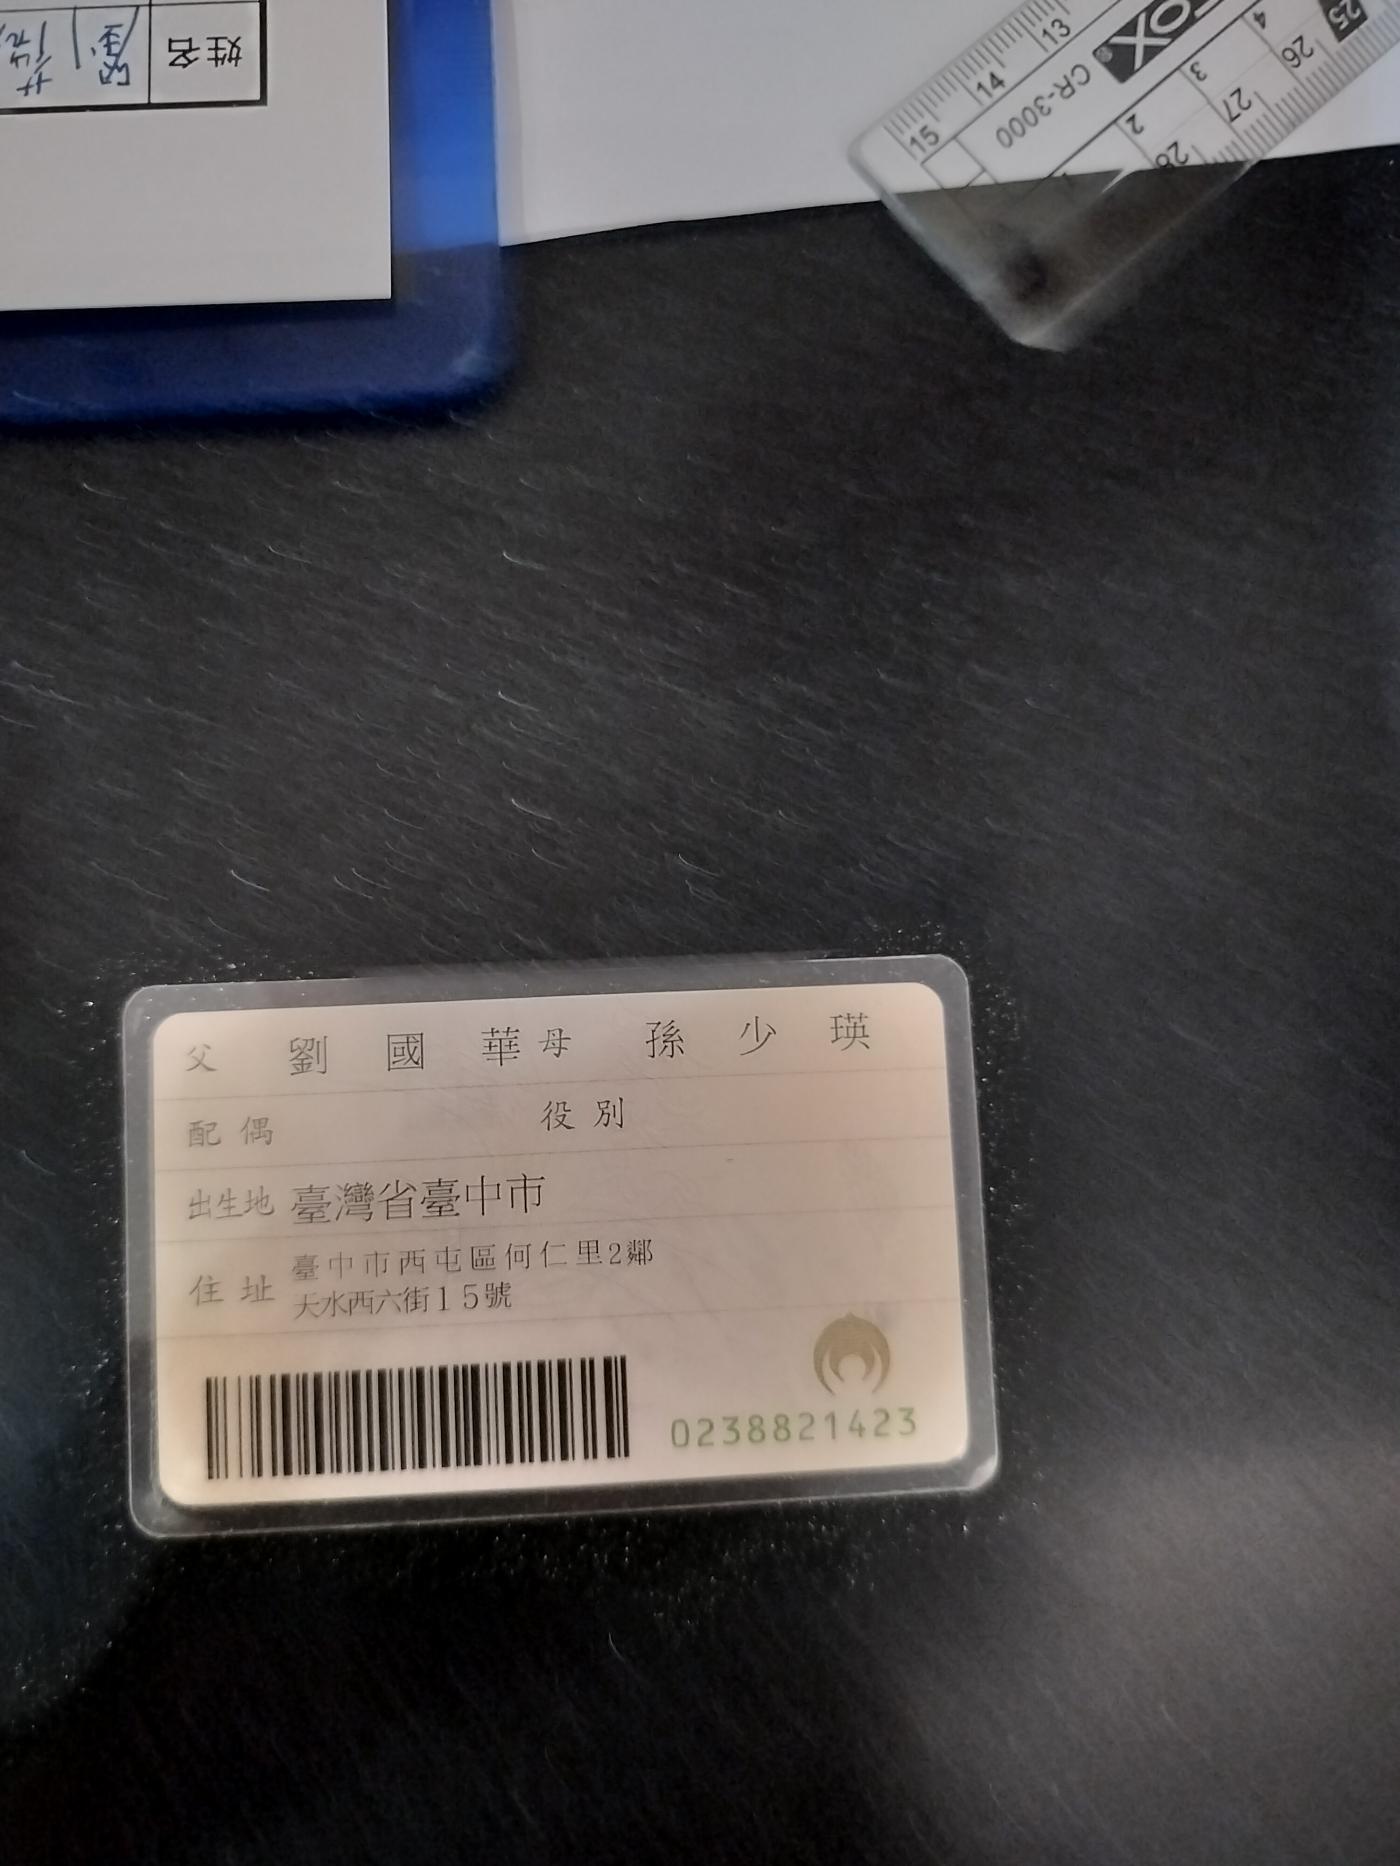 姓名
劉
13
14
15
CR-3000
4
3
2
25
26
27
28
父 劉國華 母 孫少瑛
配偶 役別
出生地 臺灣省臺中市
住址 臺中市西屯區何仁里2鄰
天水西六街15號
0238821423